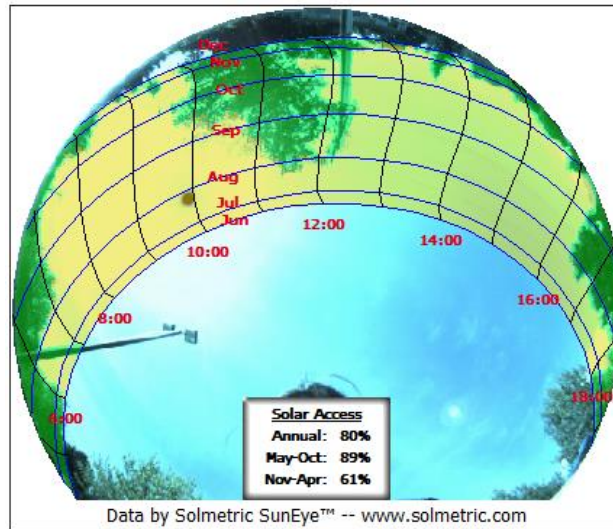 Dec
Nov
Oct
Sep
Aug
Jul
Jun
12:00
10:00
14:00
8:00
16:00
6:00
18:00
Solar Access
Annual: 80%
May-Oct: 89%
Nov-Apr: 61%
Data by Solmetric SunEye™ -- www.solmetric.com